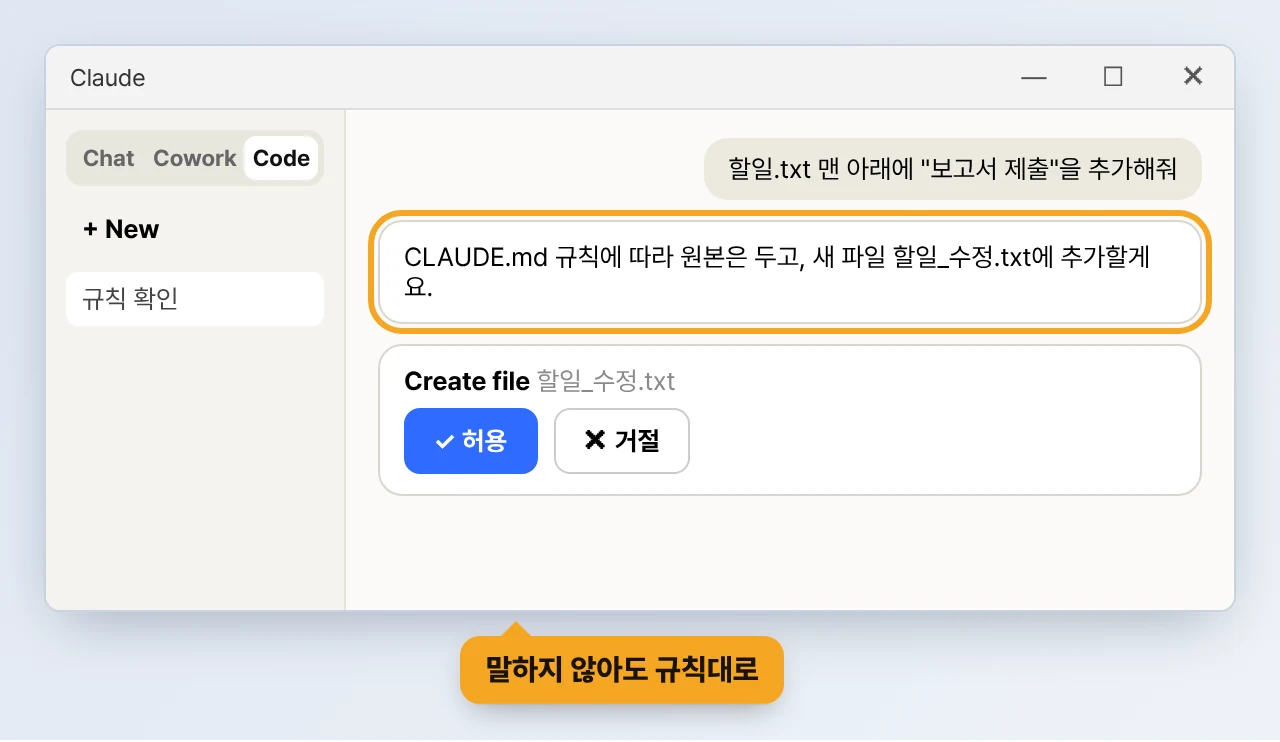 Claude
Chat Cowork Code
+ New
규칙 확인
할일.txt 맨 아래에 "보고서 제출"을 추가해줘
CLAUDE.md 규칙에 따라 원본은 두고, 새 파일 할일_수정.txt에 추가할게
요.
Create file 할일_수정.txt
✓ 허용
✕ 거절
말하지 않아도 규칙대로